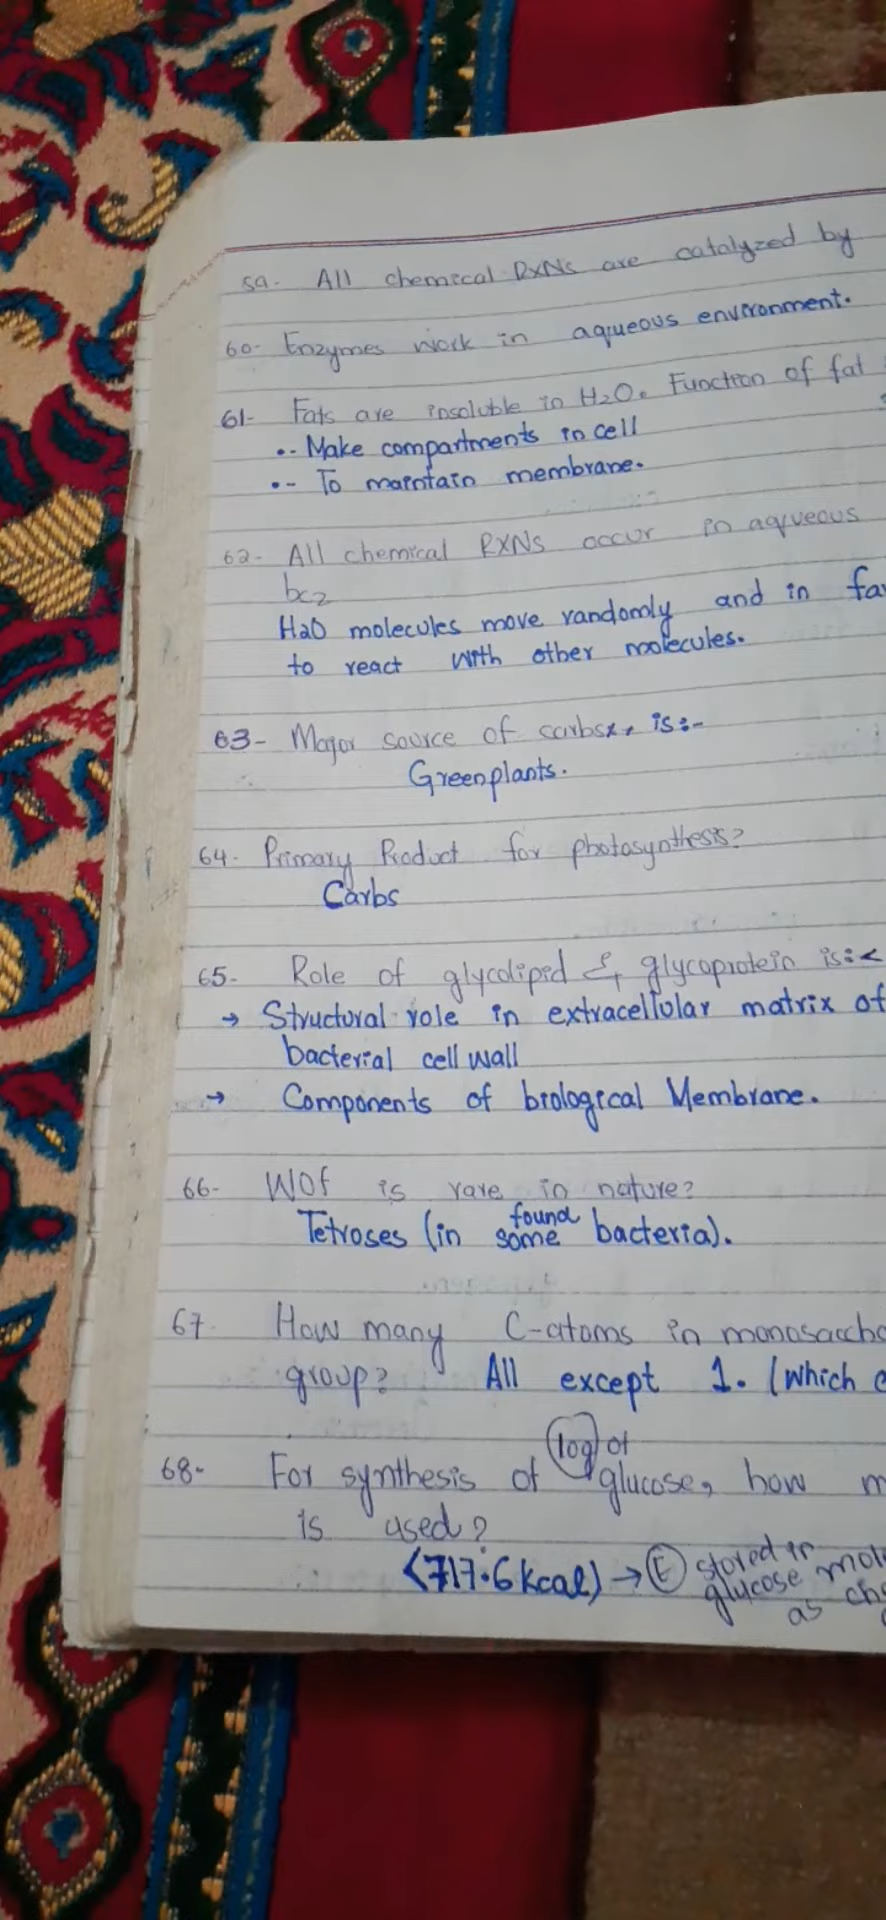 59- All chemical RXNs are catalyzed by
60- Enzymes work in aqueous environment.
61- Fats are insoluble in H2O. Function of fat
•- Make compartments in cell
•- To maintain membrane.
62- All chemical RXNs occur in aqueous
bcz
H2O molecules move randomly and in
to react with other molecules.
63- Major source of carbs is:-
Greenplants.
64- Primary Product for photosynthesis?
Carbs
65- Role of glycolipid & glycoprotein is:<
→ Structural role in extracellular matrix of
bacterial cell wall
→ Components of biological Membrane.
66- WOF is rare in nature?
Tetroses (in some found bacteria).
67- How many C-atoms in
group? All except 1. (which
68- For synthesis of log of glucose, how
is used?
(717.6 kcal) → E stored in
glucose
as